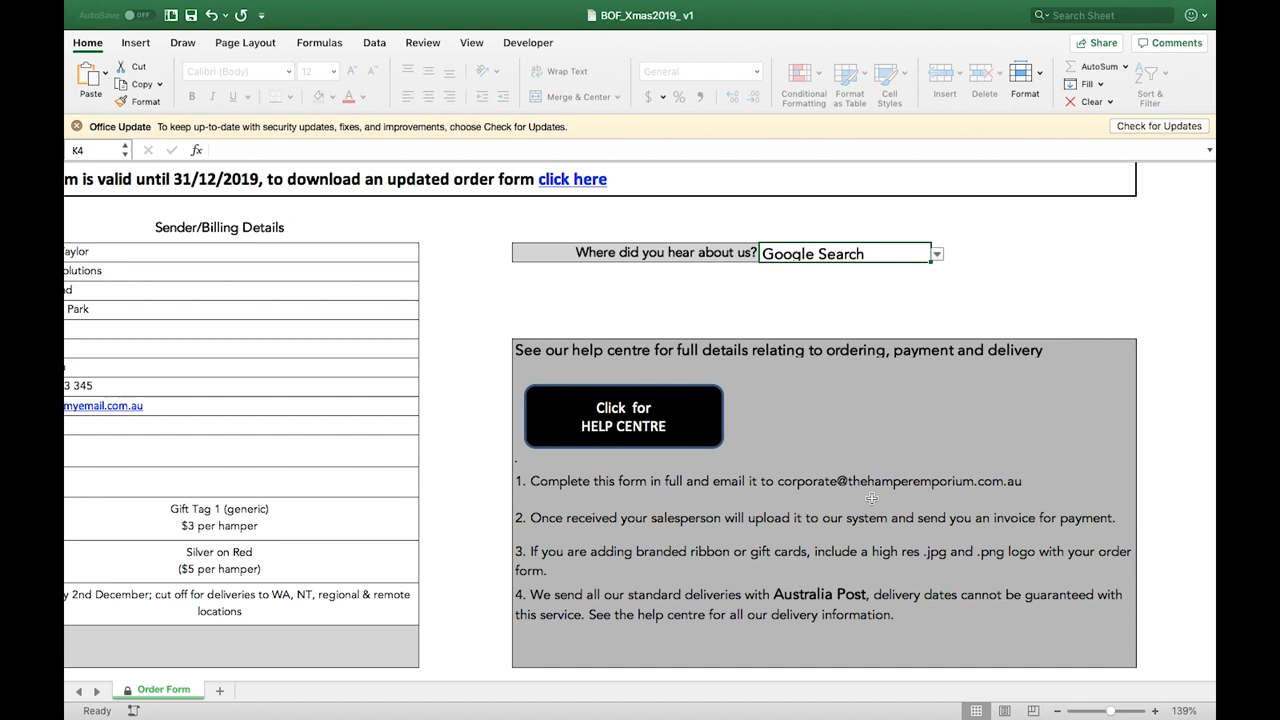 AutoSave OFF
BOF_Xmas2019_ v1
Search Sheet
Home Insert Draw Page Layout Formulas Data Review View Developer
Share Comments
Paste
Cut
Copy
Format
Calibri (Body) 12
B I U
Wrap Text
Merge & Center
General
Conditional Formatting
Format as Table
Cell Styles
Insert
Delete
Format
AutoSum
Fill
Clear
Sort & Filter
Office Update To keep up-to-date with security updates, fixes, and improvements, choose Check for Updates.
Check for Updates
K4
fx
m is valid until 31/12/2019, to download an updated order form click here
Sender/Billing Details
aylor
olutions
d
Park
3 345
myemail.com.au
Gift Tag 1 (generic)
$3 per hamper
Silver on Red
($5 per hamper)
y 2nd December; cut off for deliveries to WA, NT, regional & remote
locations
Where did you hear about us? Google Search
See our help centre for full details relating to ordering, payment and delivery
Click for
HELP CENTRE
.
1. Complete this form in full and email it to corporate@thehamperemporium.com.au
2. Once received your salesperson will upload it to our system and send you an invoice for payment.
3. If you are adding branded ribbon or gift cards, include a high res .jpg and .png logo with your order
form.
4. We send all our standard deliveries with Australia Post, delivery dates cannot be guaranteed with
this service. See the help centre for all our delivery information.
Order Form
Ready
139%